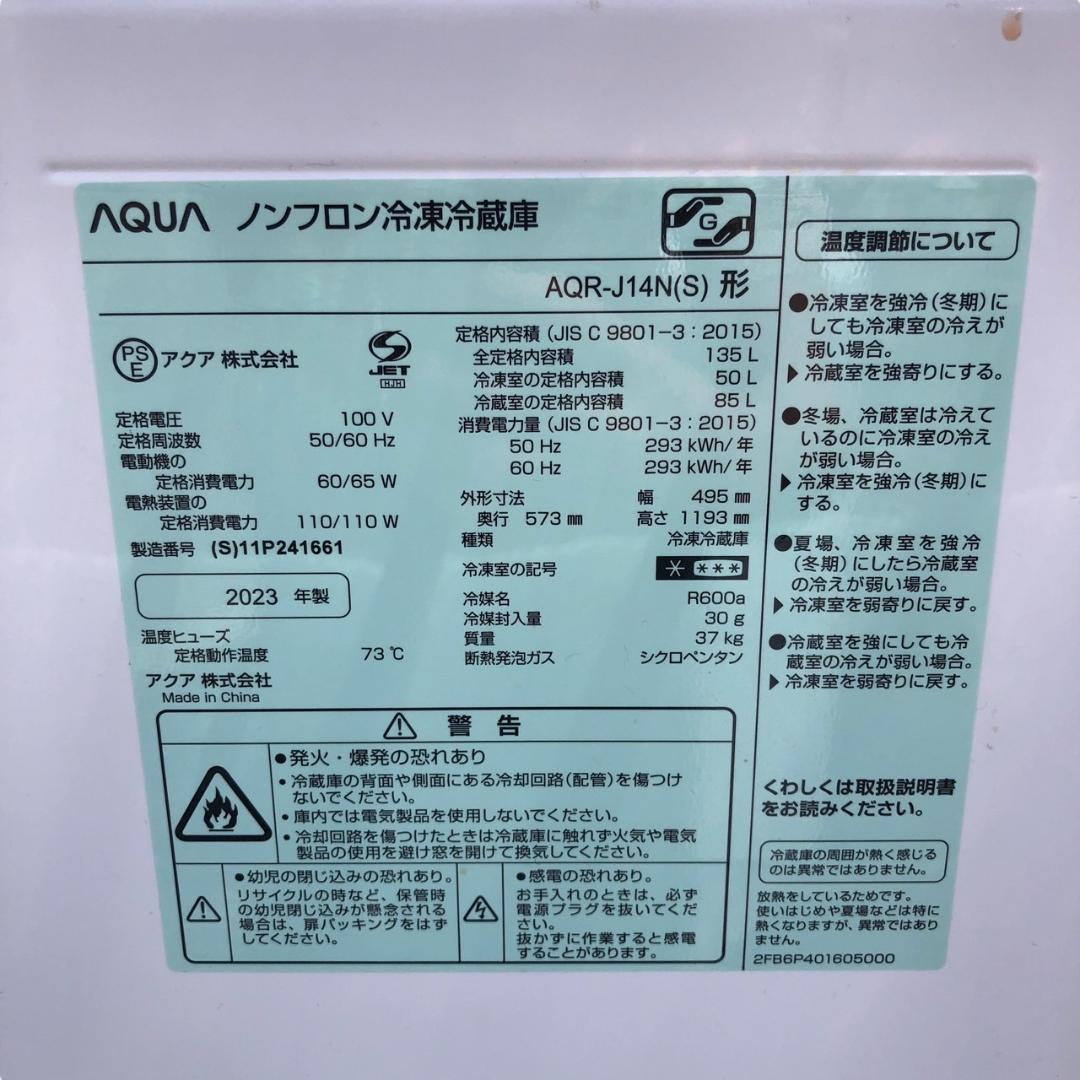 AQUA ノンフロン冷凍冷蔵庫
G
AQR-J14N(S) 形
PS
E
アクア 株式会社
S
JET
HJH
定格電圧 100 V
定格周波数 50/60 Hz
電動機の
定格消費電力 60/65 W
電熱装置の
定格消費電力 110/110 W
製造番号 (S)11P241661
2023 年製
温度ヒューズ
定格動作温度 73 ℃
アクア 株式会社
Made in China
定格内容積 (JIS C 9801-3 : 2015)
全定格内容積 135 L
冷凍室の定格内容積 50 L
冷蔵室の定格内容積 85 L
消費電力量 (JIS C 9801-3 : 2015)
50 Hz 293 kWh/年
60 Hz 293 kWh/年
外形寸法 幅 495 ㎜
奥行 573 ㎜ 高さ 1193 ㎜
種類 冷凍冷蔵庫
冷凍室の記号 * ***
冷媒名 R600a
冷媒封入量 30 g
質量 37 kg
断熱発泡ガス シクロペンタン
警 告
●発火・爆発の恐れあり
・冷蔵庫の背面や側面にある冷却回路(配管)を傷つけ
ないでください。
・庫内では電気製品を使用しないでください。
・冷却回路を傷つけたときは冷蔵庫に触れず火気や電気
製品の使用を避け窓を開けて換気してください。
●幼児の閉じ込みの恐れあり。
リサイクルの時など、保管時
の幼児閉じ込みが懸念される
場合は、扉パッキングをはず
してください。
●感電の恐れあり。
お手入れのときは、必ず
電源プラグを抜いてくだ
さい。
抜かずに作業すると感電
することがあります。
温度調節について
●冷凍室を強冷(冬期)に
しても冷凍室の冷えが
弱い場合。
▶冷蔵室を強寄りにする。
●冬場、冷蔵室は冷えて
いるのに冷凍室の冷え
が弱い場合。
▶冷凍室を強冷(冬期)に
する。
●夏場、冷凍室を強冷
(冬期)にしたら冷蔵室
の冷えが弱い場合。
▶冷凍室を弱寄りに戻す。
●冷蔵室を強にしても冷
蔵室の冷えが弱い場合。
▶冷凍室を弱寄りに戻す。
くわしくは取扱説明書
をお読みください。
冷蔵庫の周囲が熱く感じる
のは異常ではありません。
放熱をしているためです。
使いはじめや夏場などは特に
熱くなりますが、異常ではあり
ません。
2FB6P401605000